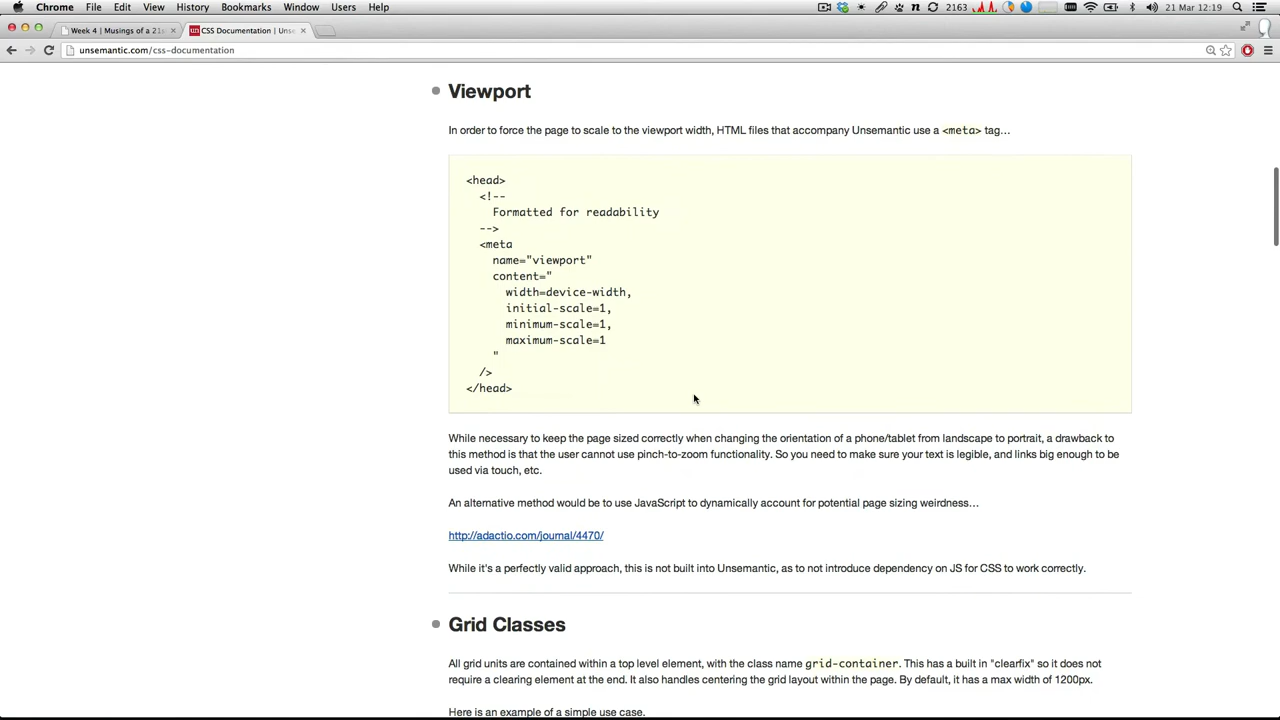 Chrome File Edit View History Bookmarks Window Users Help 2163 21 Mar 12:19
Week 4 | Musings of a 21s
un CSS Documentation | Uns
unsemantic.com/css-documentation
Viewport
In order to force the page to scale to the viewport width, HTML files that accompany Unsemantic use a <meta> tag…
<head>
<!--
Formatted for readability
-->
<meta
name="viewport"
content="
width=device-width,
initial-scale=1,
minimum-scale=1,
maximum-scale=1
"
/>
</head>
While necessary to keep the page sized correctly when changing the orientation of a phone/tablet from landscape to portrait, a drawback to
this method is that the user cannot use pinch-to-zoom functionality. So you need to make sure your text is legible, and links big enough to be
used via touch, etc.
An alternative method would be to use JavaScript to dynamically account for potential page sizing weirdness…
http://adactio.com/journal/4470/
While it's a perfectly valid approach, this is not built into Unsemantic, as to not introduce dependency on JS for CSS to work correctly.
Grid Classes
All grid units are contained within a top level element, with the class name grid-container. This has a built in "clearfix" so it does not
require a clearing element at the end. It also handles centering the grid layout within the page. By default, it has a max width of 1200px.
Here is an example of a simple use case.